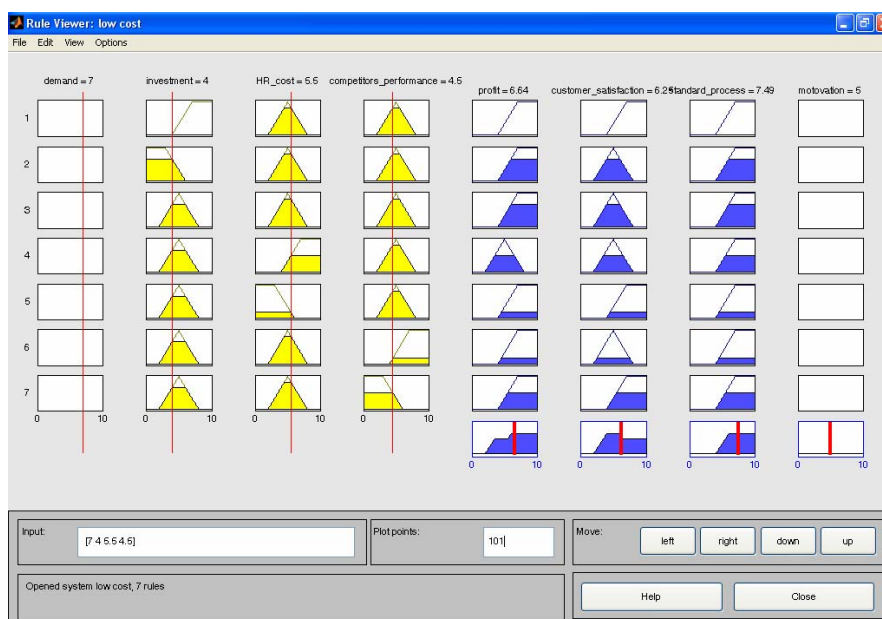 Rule Viewer: low cost
File Edit View Options
demand = 7 investment = 4 HR_cost = 5.5 competitors_performance = 4.5
profit = 6.64 customer_satisfaction = 6.25 standard_process = 7.49 motovation = 5
1
2
3
4
5
6
7
0 10 0 10 0 10 0 10
0 10 0 10 0 10 0 10
Input: [7 4 5.5 4.5] Plot points: 101 Move: left right down up
Opened system low cost, 7 rules Help Close